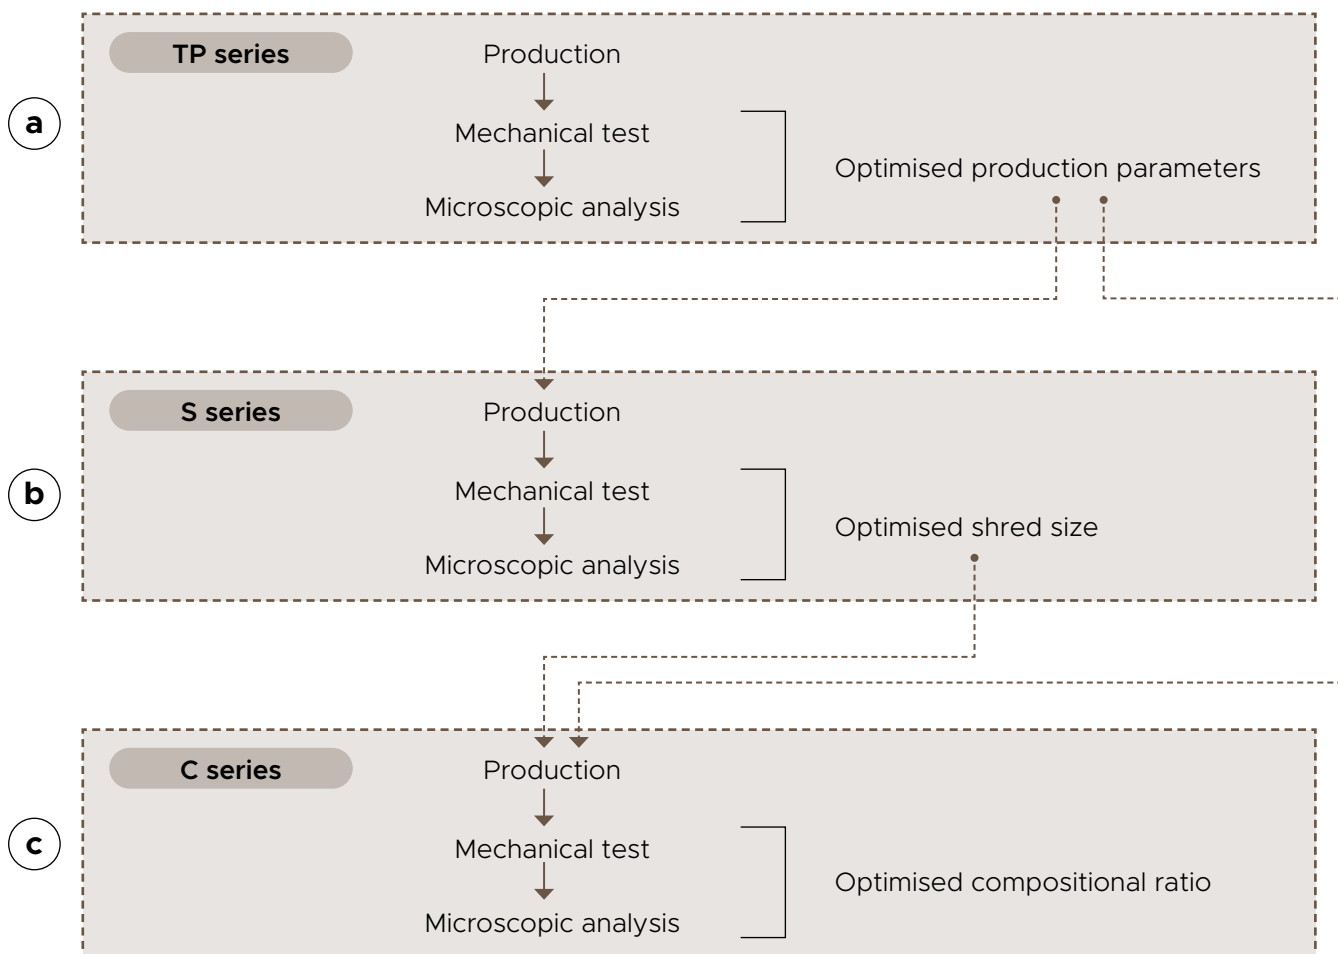 a
TP series
Production
Mechanical test
Microscopic analysis
Optimised production parameters
b
S series
Production
Mechanical test
Microscopic analysis
Optimised shred size
c
C series
Production
Mechanical test
Microscopic analysis
Optimised compositional ratio